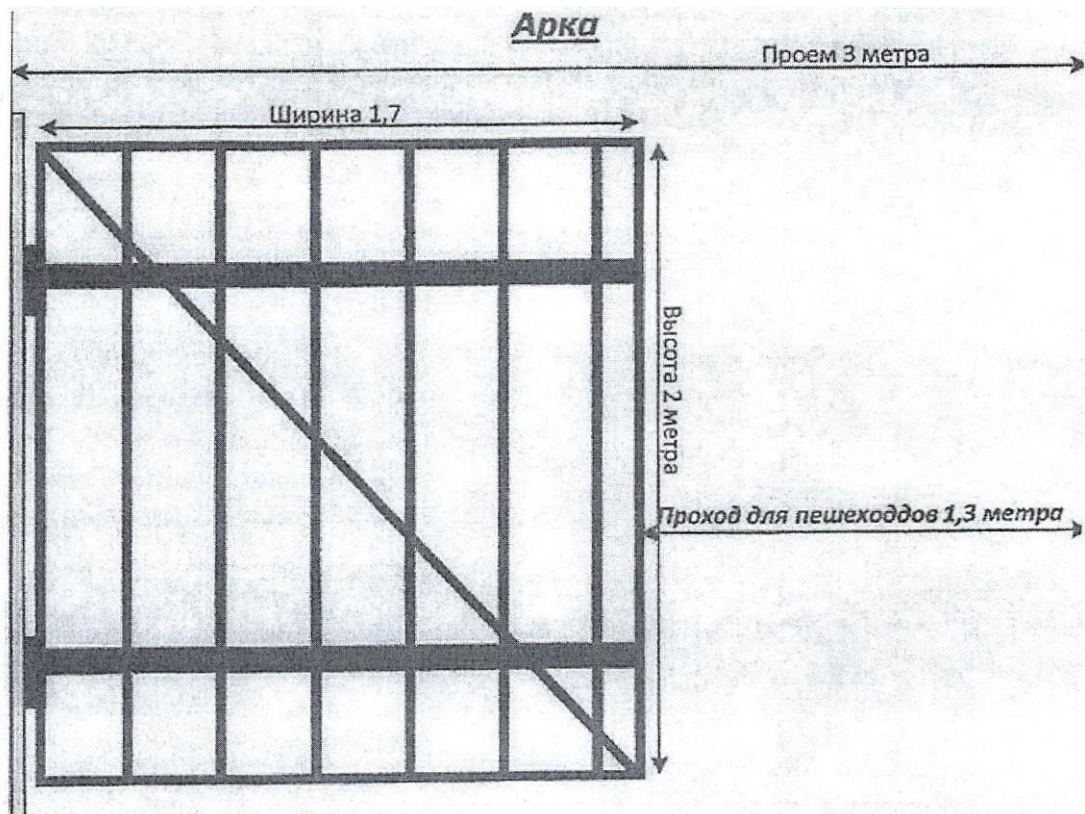 Арка
Проем 3 метра
Ширина 1,7
Высота 2 метра
Проход для пешеходдов 1,3 метра